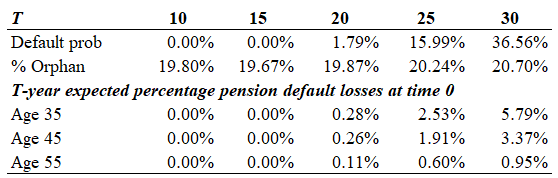 T 10 15 20 25 30
Default prob 0.00% 0.00% 1.79% 15.99% 36.56%
% Orphan 19.80% 19.67% 19.87% 20.24% 20.70%
T-year expected percentage pension default losses at time 0
Age 35 0.00% 0.00% 0.28% 2.53% 5.79%
Age 45 0.00% 0.00% 0.26% 1.91% 3.37%
Age 55 0.00% 0.00% 0.11% 0.60% 0.95%